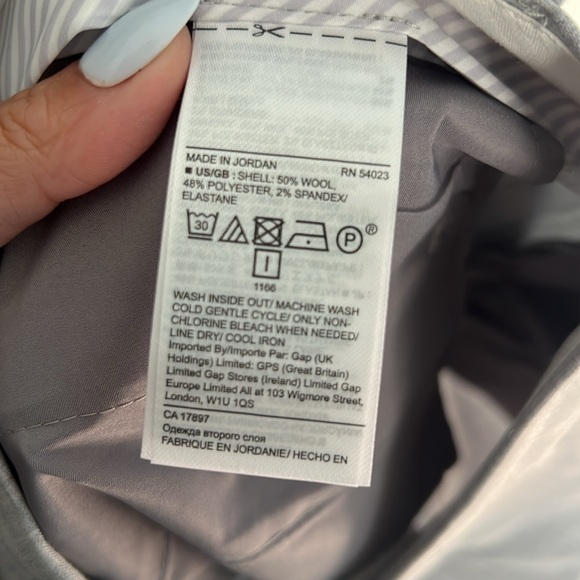 MADE IN JORDAN RN 54023
■ US/GB : SHELL: 50% WOOL,
48% POLYESTER, 2% SPANDEX/
ELASTANE
30 P ®
I
1166
WASH INSIDE OUT/ MACHINE WASH
COLD GENTLE CYCLE/ ONLY NON-
CHLORINE BLEACH WHEN NEEDED/
LINE DRY/ COOL IRON
Imported By/Importe Par: Gap (UK
Holdings) Limited: GPS (Great Britain)
Limited Gap Stores (Ireland) Limited Gap
Europe Limited All at 103 Wigmore Street,
London, W1U 1QS
CA 17897
Одежда второго слоя
FABRIQUE EN JORDANIE/ HECHO EN